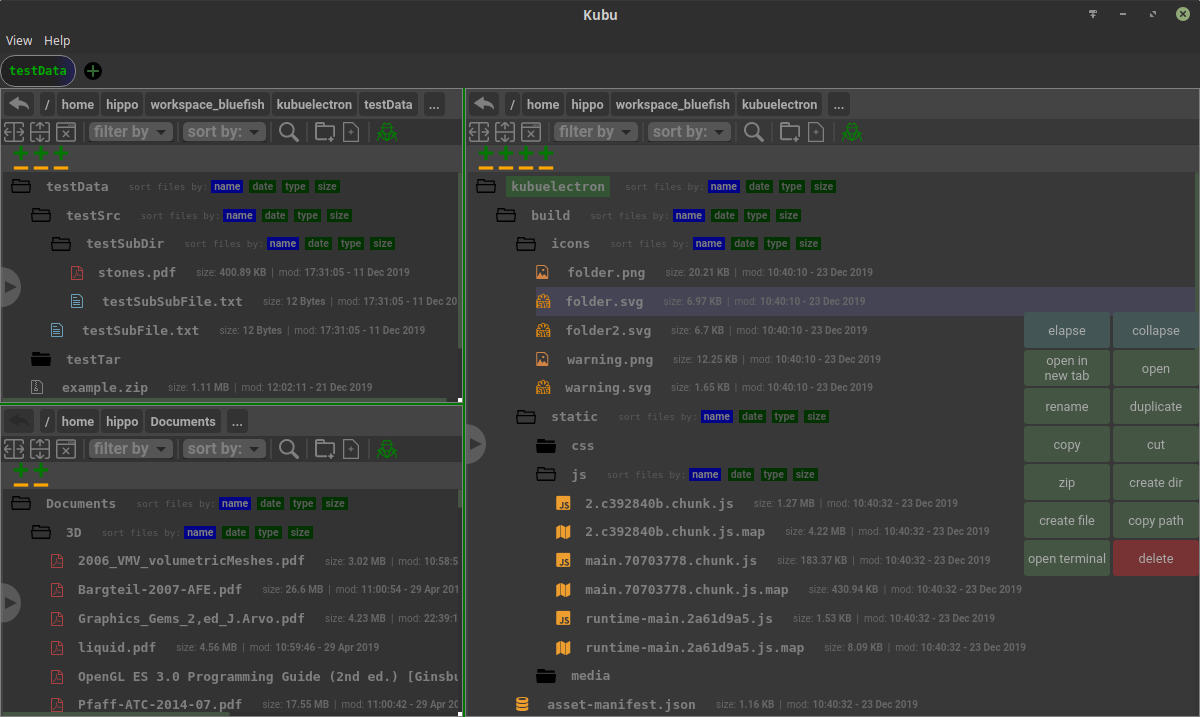 Kubu
View Help
testData
/ home hippo workspace_bluefish kubuelectron testData ...
filter by sort by:
testData sort files by: name date type size
testSrc sort files by: name date type size
testSubDir sort files by: name date type size
stones.pdf size: 400.89 KB | mod: 17:31:05 - 11 Dec 2019
testSubSubFile.txt size: 12 Bytes | mod: 17:31:05 - 11 Dec 20
testSubFile.txt size: 12 Bytes | mod: 17:31:05 - 11 Dec 2019
testTar
example.zip size: 1.11 MB | mod: 12:02:11 - 21 Dec 2019
/ home hippo Documents ...
filter by sort by:
Documents sort files by: name date type size
3D sort files by: name date type size
2006_VMV_volumetricMeshes.pdf size: 3.02 MB | mod: 10:58:5
Bargteil-2007-AFE.pdf size: 26.6 MB | mod: 11:00:54 - 29 Apr 201
Graphics_Gems_2,ed_J.Arvo.pdf size: 4.23 MB | mod: 22:39:1
liquid.pdf size: 4.56 MB | mod: 10:59:46 - 29 Apr 2019
OpenGL ES 3.0 Programming Guide (2nd ed.) [Ginsbu
Pfaff-ATC-2014-07.pdf size: 17.55 MB | mod: 11:00:42 - 29 Apr 20
/ home hippo workspace_bluefish kubuelectron ...
filter by sort by:
kubuelectron sort files by: name date type size
build sort files by: name date type size
icons sort files by: name date type size
folder.png size: 20.21 KB | mod: 10:40:10 - 23 Dec 2019
folder.svg size: 6.97 KB | mod: 10:40:10 - 23 Dec 2019
folder2.svg size: 6.7 KB | mod: 10:40:10 - 23 Dec 2019
warning.png size: 12.25 KB | mod: 10:40:10 - 23 Dec 2019
warning.svg size: 1.65 KB | mod: 10:40:10 - 23 Dec 2019
static sort files by: name date type size
css
js sort files by: name date type size
2.c392840b.chunk.js size: 1.27 MB | mod: 10:40:32 - 23 Dec 2019
2.c392840b.chunk.js.map size: 4.22 MB | mod: 10:40:32 - 23 Dec 2019
main.70703778.chunk.js size: 183.37 KB | mod: 10:40:32 - 23 Dec 2019
main.70703778.chunk.js.map size: 430.94 KB | mod: 10:40:32 - 23 Dec 2019
runtime-main.2a61d9a5.js size: 1.53 KB | mod: 10:40:32 - 23 Dec 2019
runtime-main.2a61d9a5.js.map size: 8.09 KB | mod: 10:40:32 - 23 Dec 2019
media
asset-manifest.json size: 1.16 KB | mod: 10:40:32 - 23 Dec 2019
elapse collapse
open in
new tab open
rename duplicate
copy cut
zip create dir
create file copy path
open terminal delete